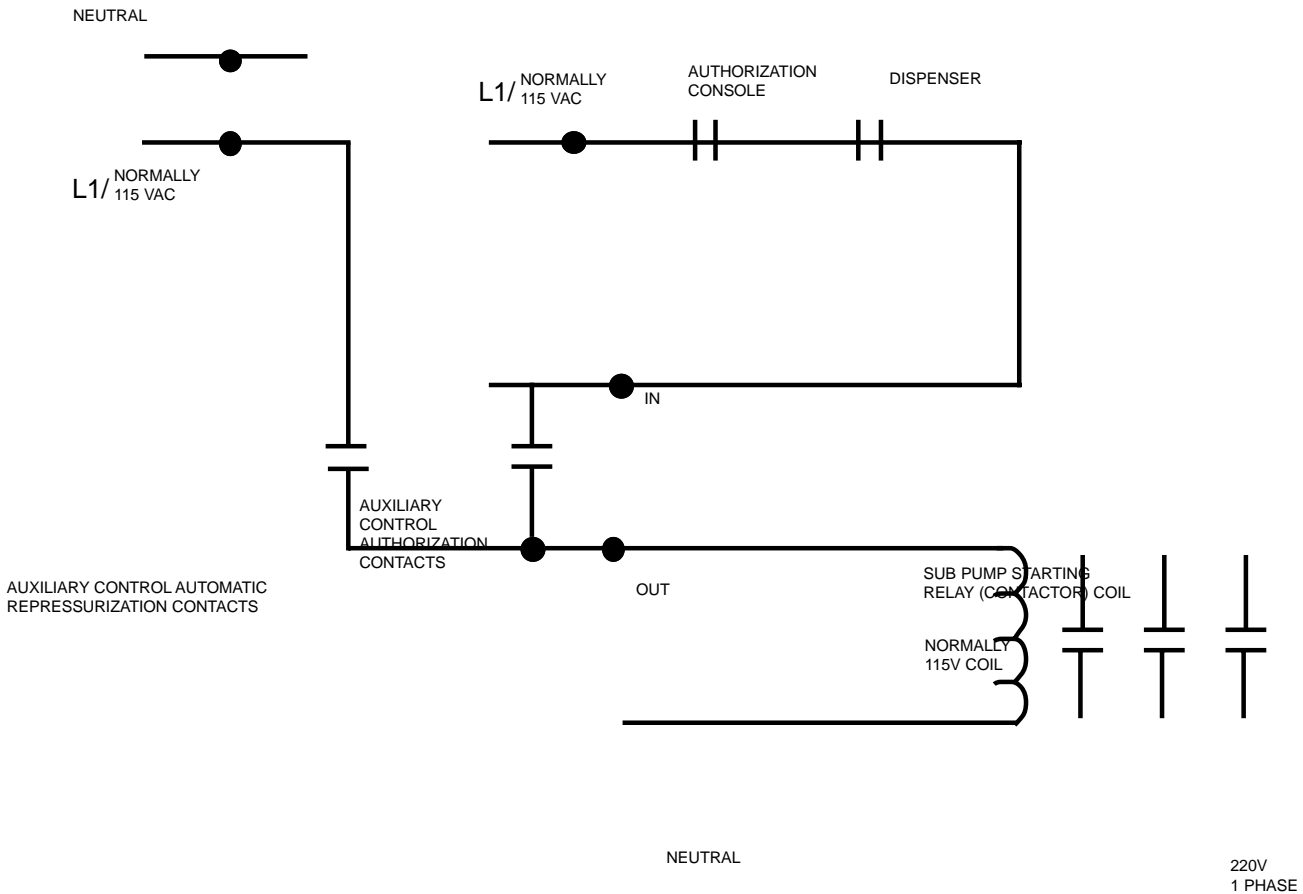 NEUTRAL
L1/ NORMALLY
115 VAC
AUTHORIZATION
CONSOLE
DISPENSER
L1/ NORMALLY
115 VAC
IN
AUXILIARY
CONTROL
AUTHORIZATION
CONTACTS
AUXILIARY CONTROL AUTOMATIC
REPRESSURIZATION CONTACTS
OUT
SUB PUMP STARTING
RELAY (CONTACTOR) COIL
NORMALLY
115V COIL
NEUTRAL
220V
1 PHASE